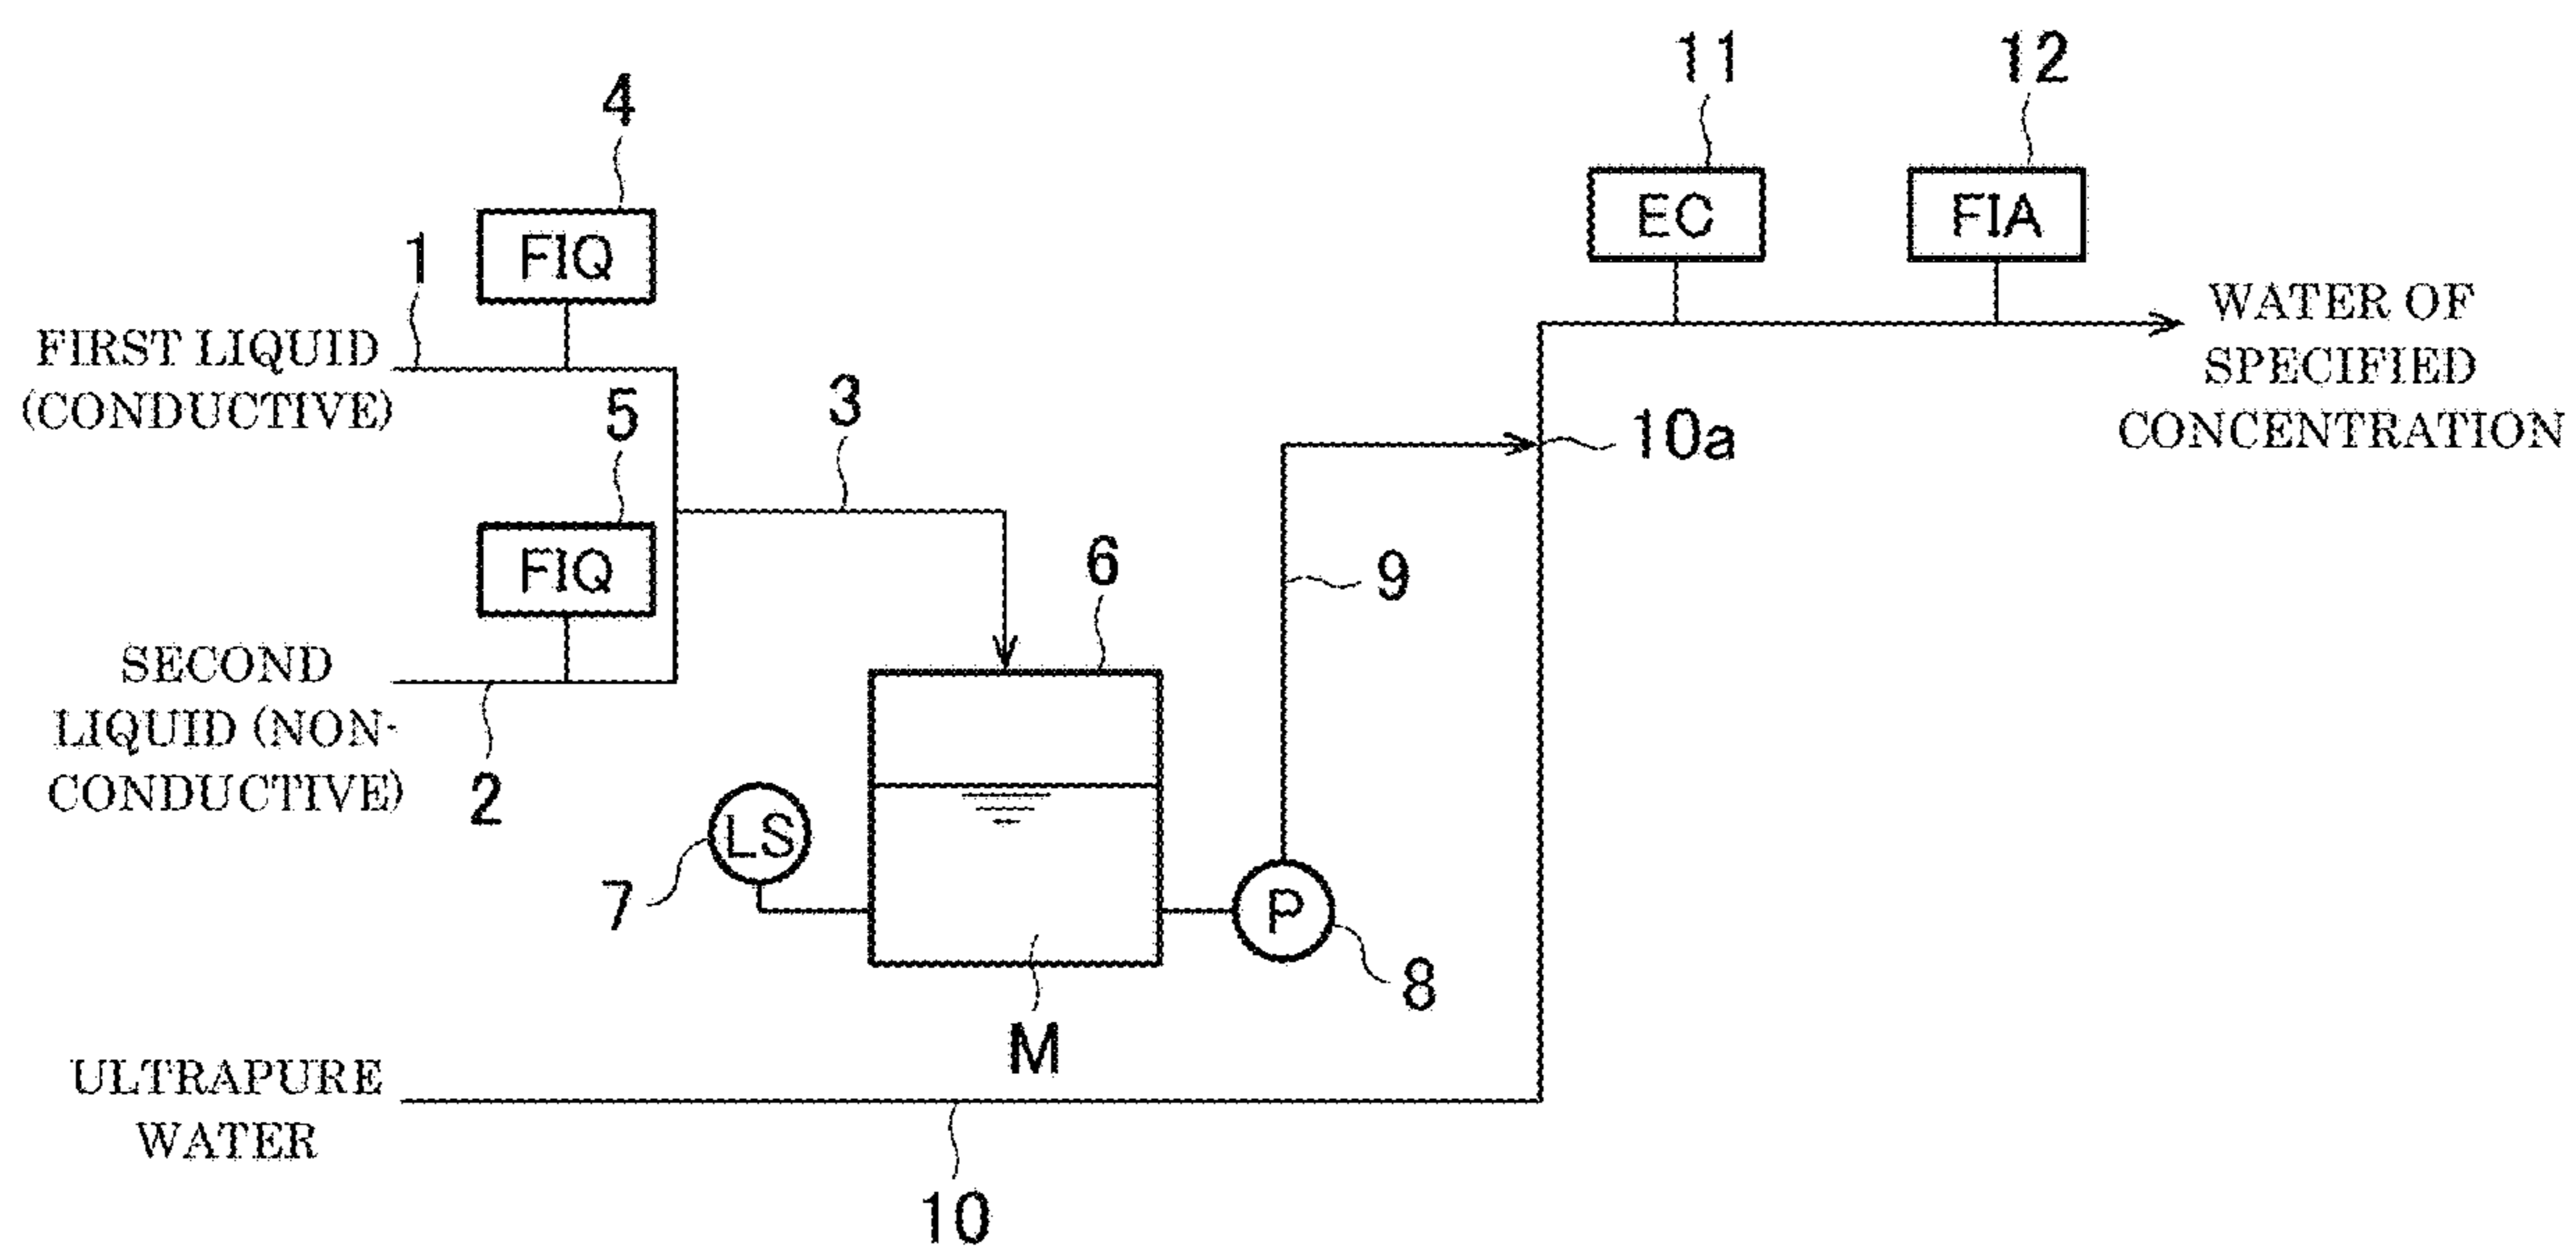 11
12
4
EC
FIA
1
FIQ
WATER OF
SPECIFIED
CONCENTRATION
FIRST LIQUID
(CONDUCTIVE)
5
3
10a
FIQ
6
9
SECOND
LIQUID (NON-
CONDUCTIVE)
2
LS
7
P
8
M
ULTRAPURE
WATER
10